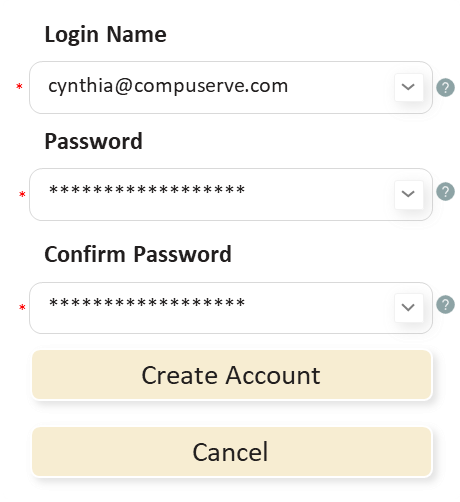 Login Name
* cynthia@compuserve.com ?
Password
* ****************** ?
Confirm Password
* ****************** ?
Create Account
Cancel